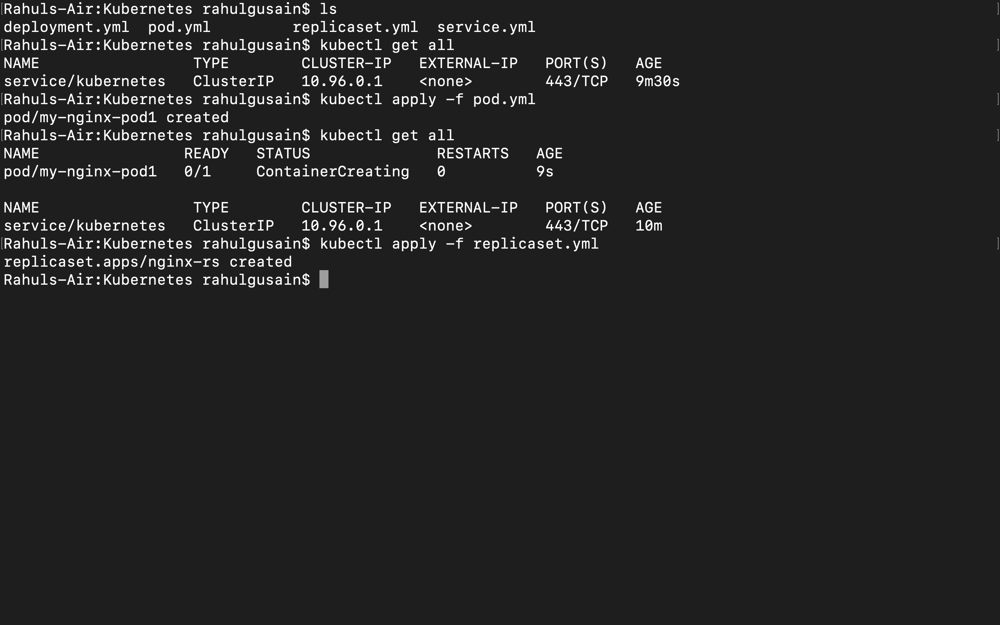 Rahuls-Air:Kubernetes rahulgusain$ ls
deployment.yml  pod.yml         replicaset.yml  service.yml
Rahuls-Air:Kubernetes rahulgusain$ kubectl get all
NAME                 TYPE        CLUSTER-IP   EXTERNAL-IP   PORT(S)   AGE
service/kubernetes   ClusterIP   10.96.0.1    <none>        443/TCP   9m30s
Rahuls-Air:Kubernetes rahulgusain$ kubectl apply -f pod.yml
pod/my-nginx-pod1 created
Rahuls-Air:Kubernetes rahulgusain$ kubectl get all
NAME                READY   STATUS              RESTARTS   AGE
pod/my-nginx-pod1   0/1     ContainerCreating   0          9s
NAME                 TYPE        CLUSTER-IP   EXTERNAL-IP   PORT(S)   AGE
service/kubernetes   ClusterIP   10.96.0.1    <none>        443/TCP   10m
Rahuls-Air:Kubernetes rahulgusain$ kubectl apply -f replicaset.yml
replicaset.apps/nginx-rs created
Rahuls-Air:Kubernetes rahulgusain$